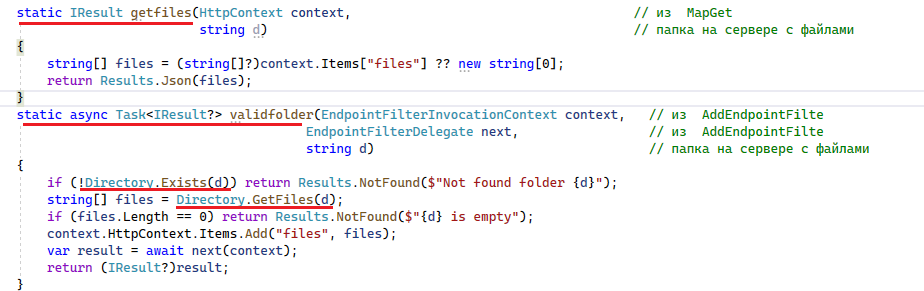 static IResult getfiles(HttpContext context, // из MapGet
string d) // папка на сервере с файлами
{
string[] files = (string[]?)context.Items["files"] ?? new string[0];
return Results.Json(files);
}
static async Task<IResult?> validfolder(EndpointFilterInvocationContext context, // из AddEndpointFilte
EndpointFilterDelegate next, // из AddEndpointFilte
string d) // папка на сервере с файлами
{
if (!Directory.Exists(d)) return Results.NotFound($"Not found folder {d}");
string[] files = Directory.GetFiles(d);
if (files.Length == 0) return Results.NotFound($"{d} is empty");
context.HttpContext.Items.Add("files", files);
var result = await next(context);
return (IResult?)result;
}